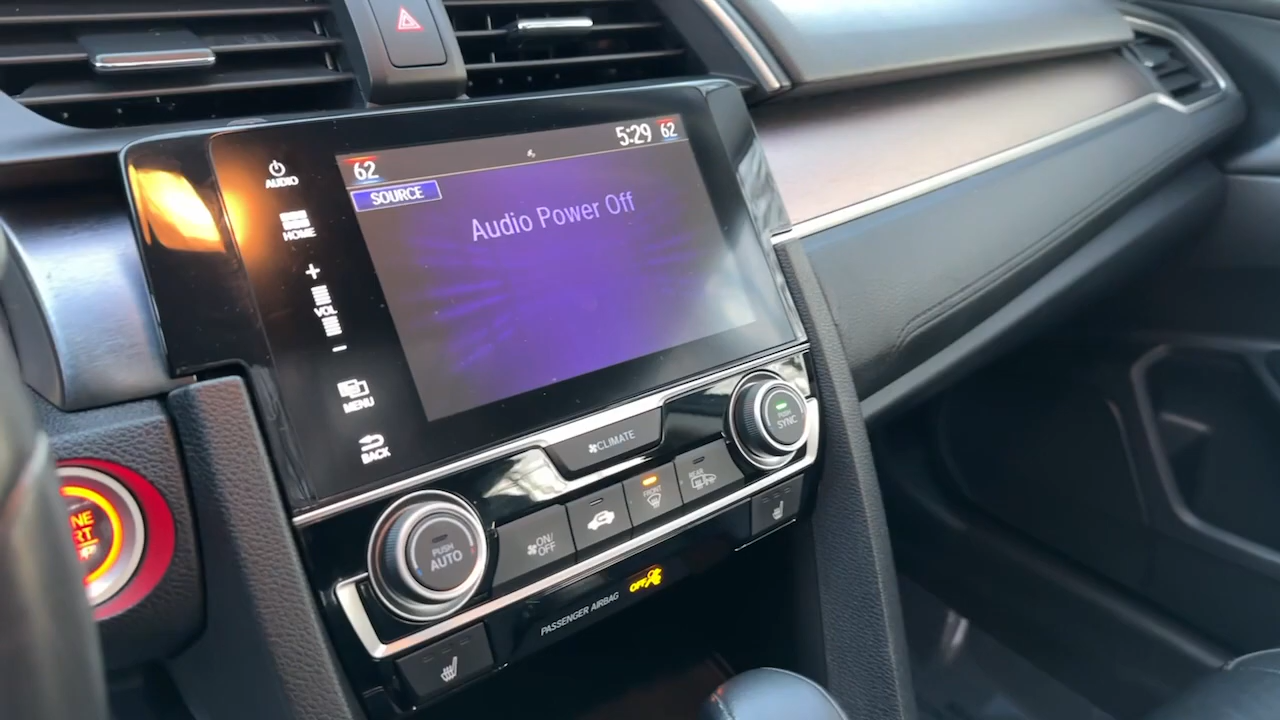 AUDIO
62
5:29 62
SOURCE
Audio Power Off
HOME
+
VOL
-
MENU
BACK
CLIMATE
PUSH
SYNC
PUSH
AUTO
ON/
OFF
FRONT
REAR
PASSENGER AIRBAG
OFF